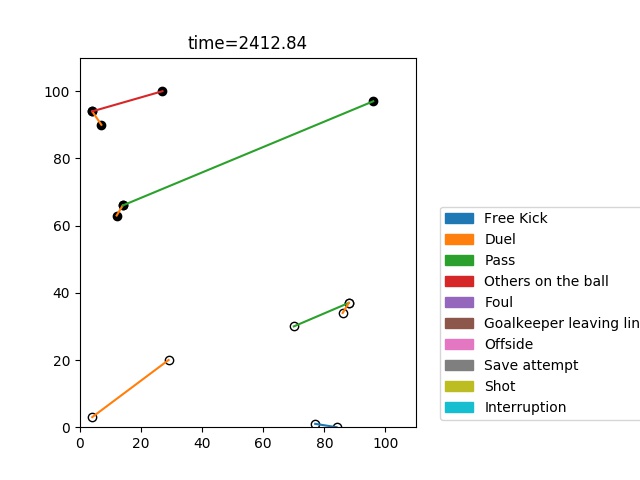 time=2412.84
100
80
60
40
20
0
0 20 40 60 80 100
Free Kick
Duel
Pass
Others on the ball
Foul
Goalkeeper leaving lin
Offside
Save attempt
Shot
Interruption